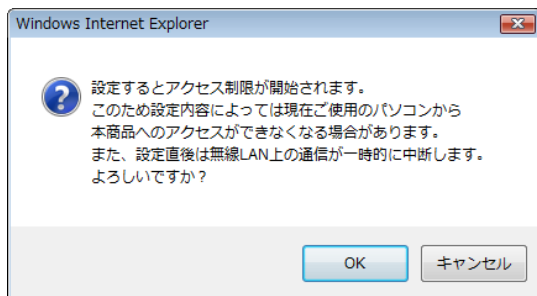 Windows Internet Explorer
設定するとアクセス制限が開始されます。
このため設定内容によっては現在ご使用のパソコンから
本商品へのアクセスができなくなる場合があります。
また、設定直後は無線LAN上の通信が一時的に中断します。
よろしいですか?
OK
キャンセル